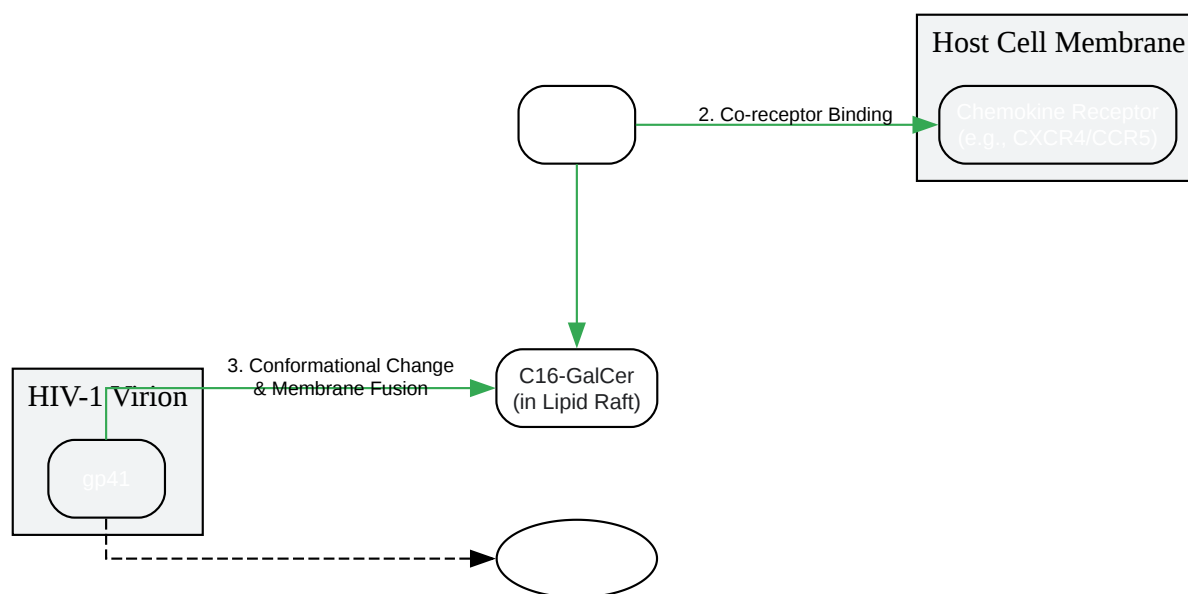 Host Cell Membrane
Chemokine Receptor
(e.g., CXCR4/CCR5)
2. Co-receptor Binding
C16-GalCer
(in Lipid Raft)
3. Conformational Change
& Membrane Fusion
HIV-1 Virion
gp41